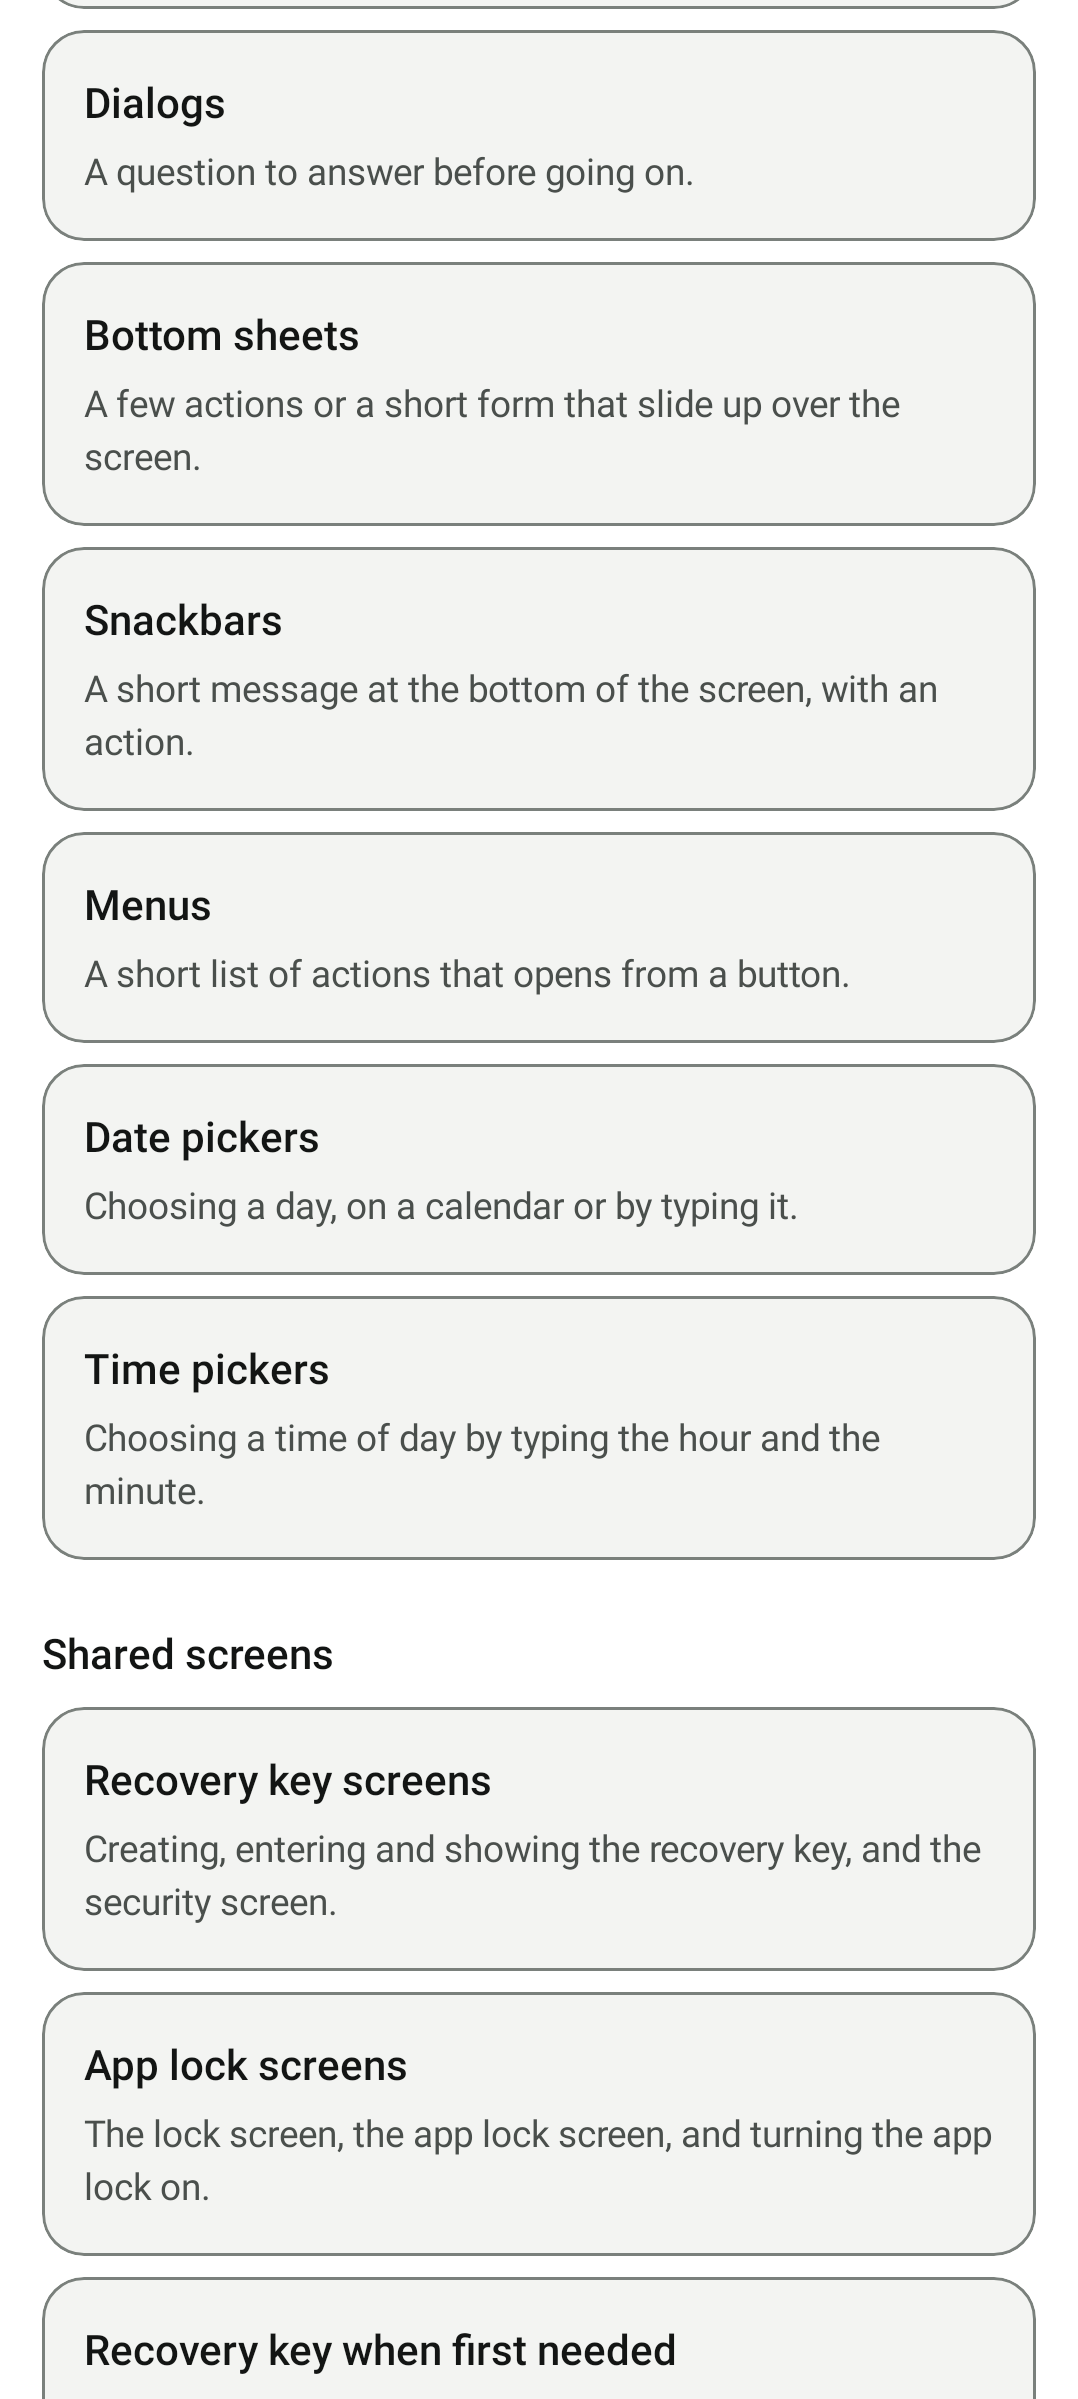 Dialogs
A question to answer before going on.
Bottom sheets
A few actions or a short form that slide up over the
screen.
Snackbars
A short message at the bottom of the screen, with an
action.
Menus
A short list of actions that opens from a button.
Date pickers
Choosing a day, on a calendar or by typing it.
Time pickers
Choosing a time of day by typing the hour and the
minute.
Shared screens
Recovery key screens
Creating, entering and showing the recovery key, and the
security screen.
App lock screens
The lock screen, the app lock screen, and turning the app
lock on.
Recovery key when first needed